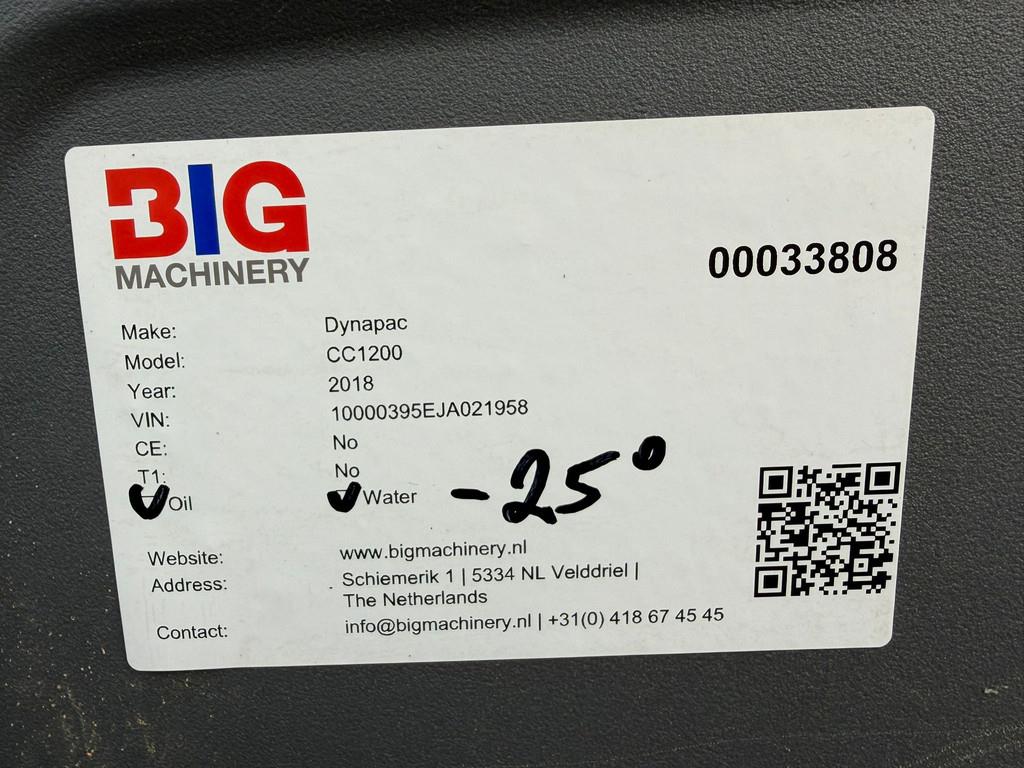 BIG
MACHINERY
00033808
Make: Dynapac
Model: CC1200
Year: 2018
VIN: 10000395EJA021958
CE: No
T1: No
Oil Water -25°
Website: www.bigmachinery.nl
Address: Schiemerik 1 | 5334 NL Velddriel |
The Netherlands
Contact: info@bigmachinery.nl | +31(0) 418 67 45 45